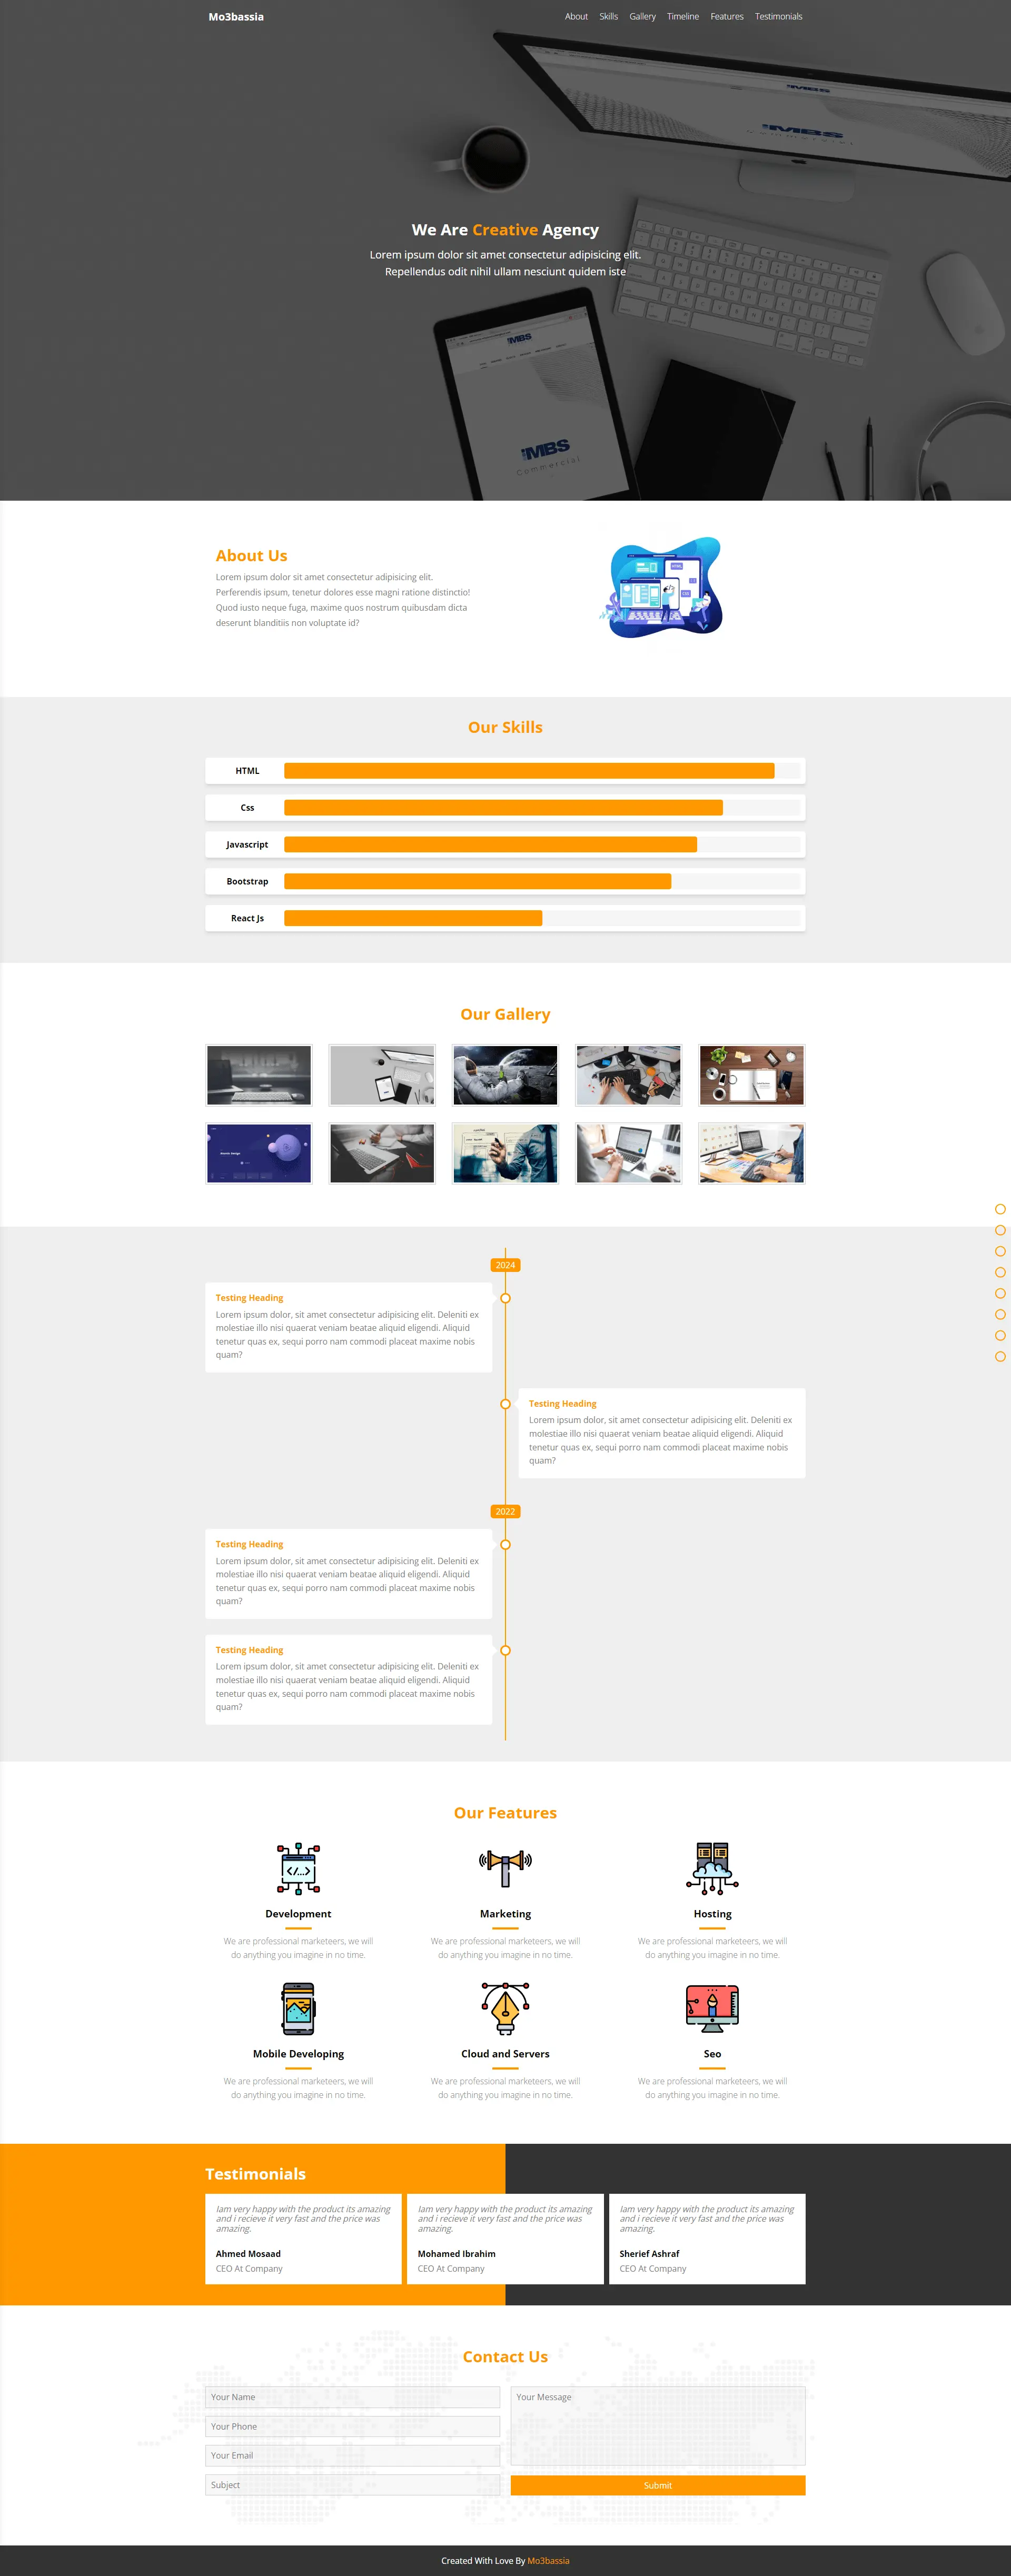 Mo3bassia
About Skills Gallery Timeline Features Testimonials
MBS
MBS
We Are Creative Agency
Lorem ipsum dolor sit amet consectetur adipisicing elit.
Repellendus odit nihil ullam nesciunt quidem iste
MBS
MBS
Commercial
About Us
Lorem ipsum dolor sit amet consectetur adipisicing elit.
Perferendis ipsum, tenetur dolores esse magni ratione distinctio!
Quod iusto neque fuga, maxime quos nostrum quibusdam dicta
deserunt blanditiis non voluptate id?
Our Skills
HTML
Css
Javascript
Bootstrap
React Js
Our Gallery
2024
Testing Heading
Lorem ipsum dolor, sit amet consectetur adipisicing elit. Deleniti ex
molestiae illo nisi quaerat veniam beatae aliquid eligendi. Aliquid
tenetur quas ex, sequi porro nam commodi placeat maxime nobis
quam?
Testing Heading
Lorem ipsum dolor, sit amet consectetur adipisicing elit. Deleniti ex
molestiae illo nisi quaerat veniam beatae aliquid eligendi. Aliquid
tenetur quas ex, sequi porro nam commodi placeat maxime nobis
quam?
2022
Testing Heading
Lorem ipsum dolor, sit amet consectetur adipisicing elit. Deleniti ex
molestiae illo nisi quaerat veniam beatae aliquid eligendi. Aliquid
tenetur quas ex, sequi porro nam commodi placeat maxime nobis
quam?
Testing Heading
Lorem ipsum dolor, sit amet consectetur adipisicing elit. Deleniti ex
molestiae illo nisi quaerat veniam beatae aliquid eligendi. Aliquid
tenetur quas ex, sequi porro nam commodi placeat maxime nobis
quam?
Our Features
Development
We are professional marketeers, we will
do anything you imagine in no time.
Marketing
We are professional marketeers, we will
do anything you imagine in no time.
Hosting
We are professional marketeers, we will
do anything you imagine in no time.
Mobile Developing
We are professional marketeers, we will
do anything you imagine in no time.
Cloud and Servers
We are professional marketeers, we will
do anything you imagine in no time.
Seo
We are professional marketeers, we will
do anything you imagine in no time.
Testimonials
Iam very happy with the product its amazing
and i recieve it very fast and the price was
amazing.
Ahmed Mosaad
CEO At Company
Iam very happy with the product its amazing
and i recieve it very fast and the price was
amazing.
Mohamed Ibrahim
CEO At Company
Iam very happy with the product its amazing
and i recieve it very fast and the price was
amazing.
Sherief Ashraf
CEO At Company
Contact Us
Your Name
Your Phone
Your Email
Subject
Your Message
Submit
Created With Love By Mo3bassia